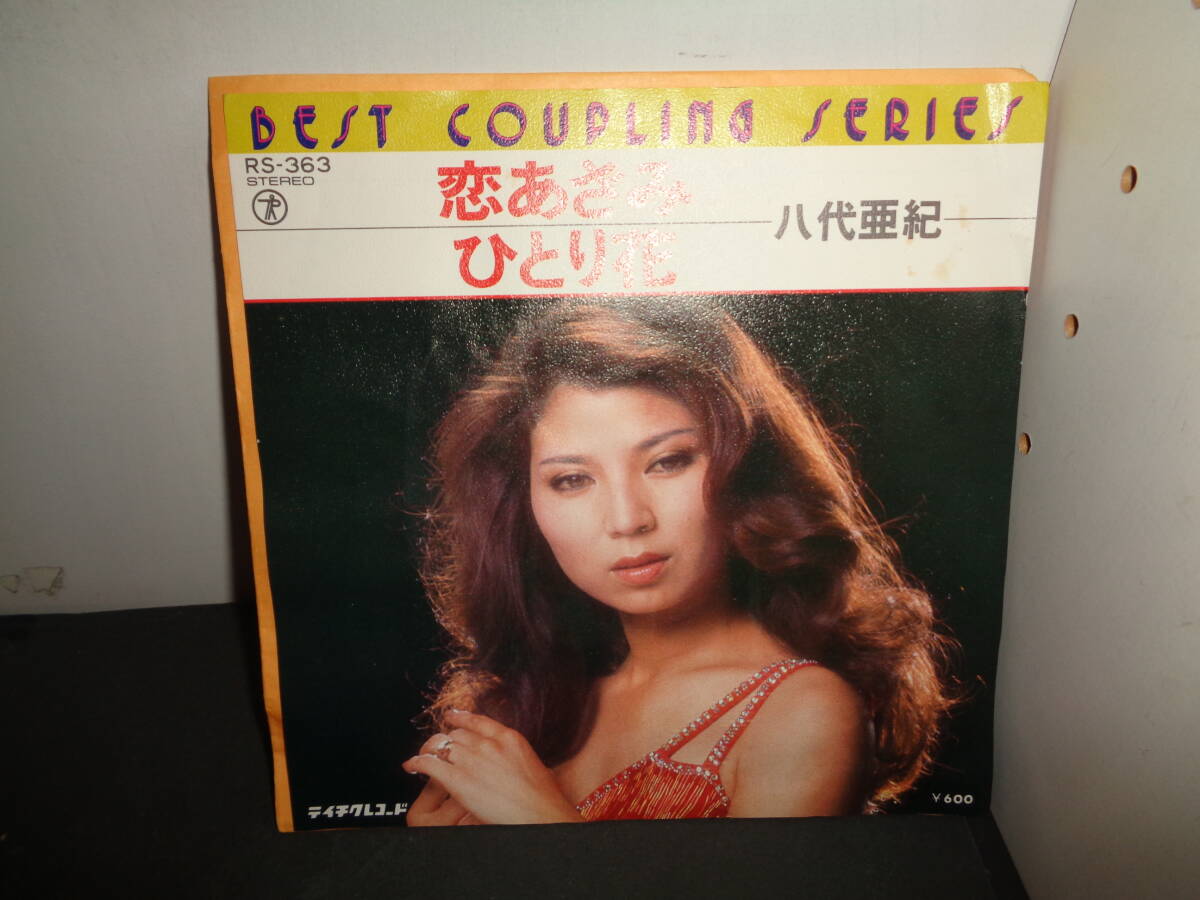 BEST COUPLING SERIES
RS-363
STEREO
恋あざみ
ひとり花
八代亜紀
テイチクレコード
￥600